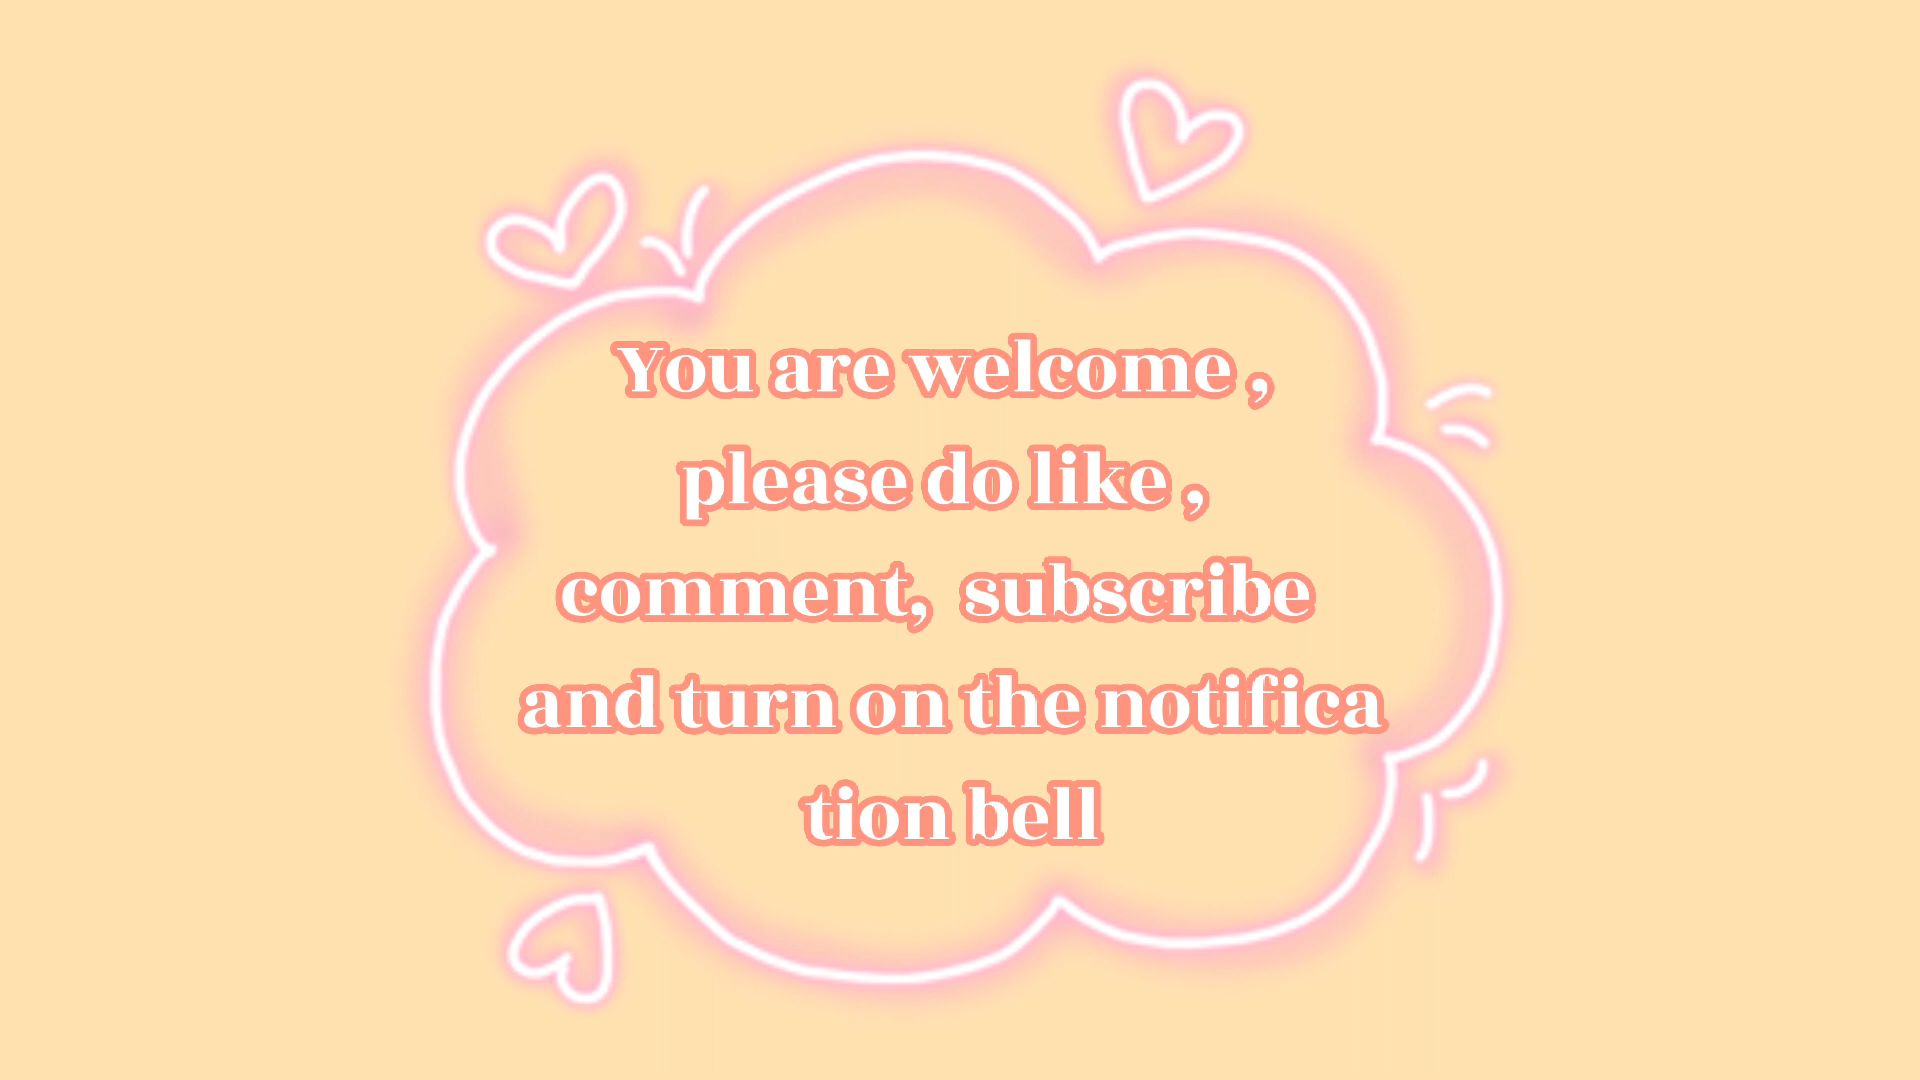 You are welcome ,
please do like ,
comment,  subscribe
and turn on the notifica
tion bell